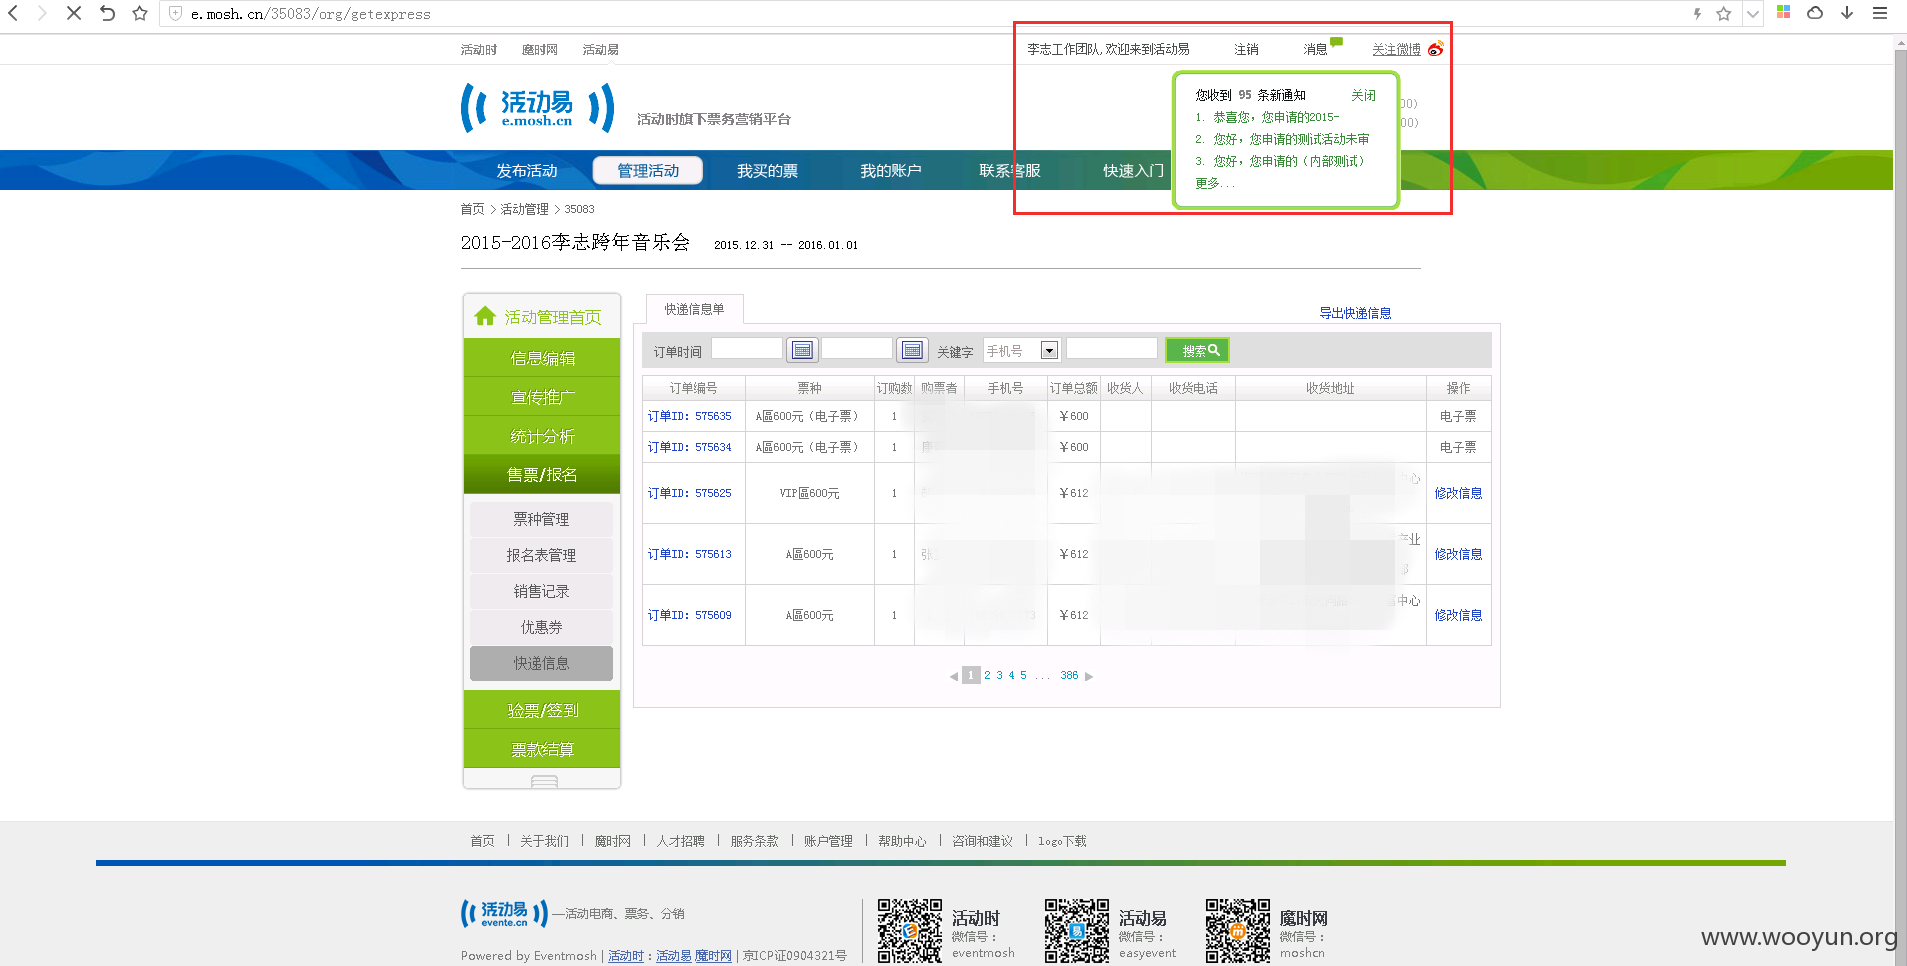 e.mosh.cn/35083/org/getexpress
活动时 魔时网 活动易
李志工作团队,欢迎来到活动易 注销 消息 关注微博
活动易
e.mosh.cn
活动时旗下票务营销平台
您收到 95 条新通知 关闭
1. 恭喜您，您申请的2015-
2. 您好，您申请的测试活动未审
3. 您好，您申请的（内部测试）
更多...
00)
00)
发布活动 管理活动 我买的票 我的账户 联系客服 快速入门
首页 > 活动管理 > 35083
2015-2016李志跨年音乐会 2015.12.31 -- 2016.01.01
活动管理首页
信息编辑
宣传推广
统计分析
售票/报名
票种管理
报名表管理
销售记录
优惠券
快递信息
验票/签到
票款结算
快递信息单 导出快递信息
订单时间 关键字 手机号 搜索
订单编号 票种 订购数 购票者 手机号 订单总额 收货人 收货电话 收货地址 操作
订单ID: 575635 A區600元（电子票） 1 ￥600 电子票
订单ID: 575634 A區600元（电子票） 1 ￥600 电子票
订单ID: 575625 VIP區600元 1 ￥612 心 修改信息
订单ID: 575613 A區600元 1 张 ￥612 产业 修改信息
订单ID: 575609 A區600元 1 73 ￥612 中心 修改信息
1 2 3 4 5 ... 386
首页 | 关于我们 | 魔时网 | 人才招聘 | 服务条款 | 账户管理 | 帮助中心 | 咨询和建议 | logo下载
活动易
evente.cn
—活动电商、票务、分销
Powered by Eventmosh | 活动时 : 活动易 魔时网 | 京ICP证0904321号
活动时
微信号：
eventmosh
活动易
微信号：
easyevent
魔时网
微信号：
moshcn
www.wooyun.org